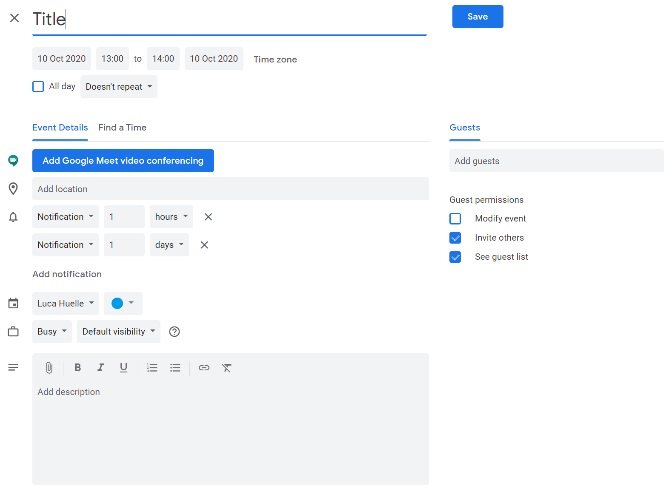 Title
Save
10 Oct 2020 13:00 to 14:00 10 Oct 2020 Time zone
All day Doesn't repeat
Event Details Find a Time
Guests
Add Google Meet video conferencing
Add guests
Add location
Guest permissions
Notification 1 hours
Modify event
Invite others
Notification 1 days
See guest list
Add notification
Luca Huelle
Busy Default visibility
B I U
Add description